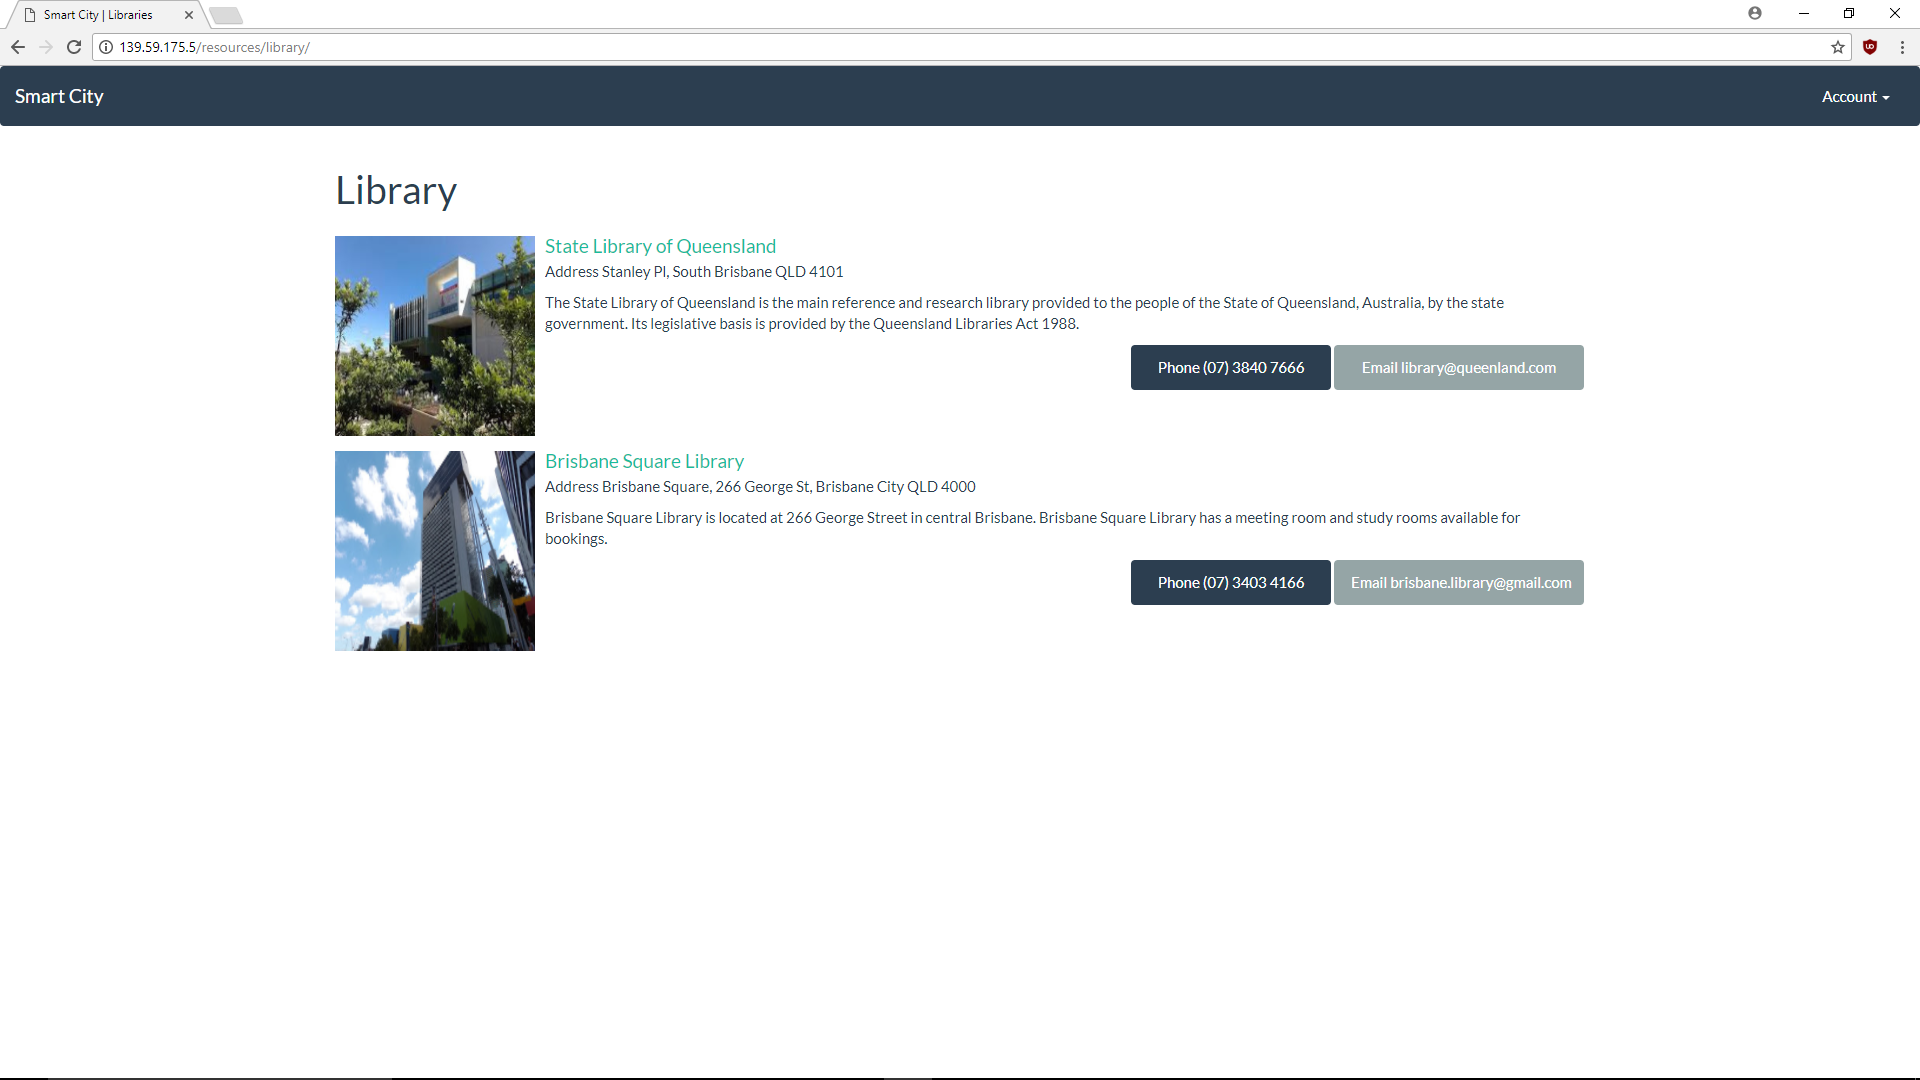 Smart City | Libraries
139.59.175.5/resources/library/
Smart City
Account
Library
State Library of Queensland
Address Stanley Pl, South Brisbane QLD 4101
The State Library of Queensland is the main reference and research library provided to the people of the State of Queensland, Australia, by the state
government. Its legislative basis is provided by the Queensland Libraries Act 1988.
Phone (07) 3840 7666
Email library@queenland.com
Brisbane Square Library
Address Brisbane Square, 266 George St, Brisbane City QLD 4000
Brisbane Square Library is located at 266 George Street in central Brisbane. Brisbane Square Library has a meeting room and study rooms available for
bookings.
Phone (07) 3403 4166
Email brisbane.library@gmail.com